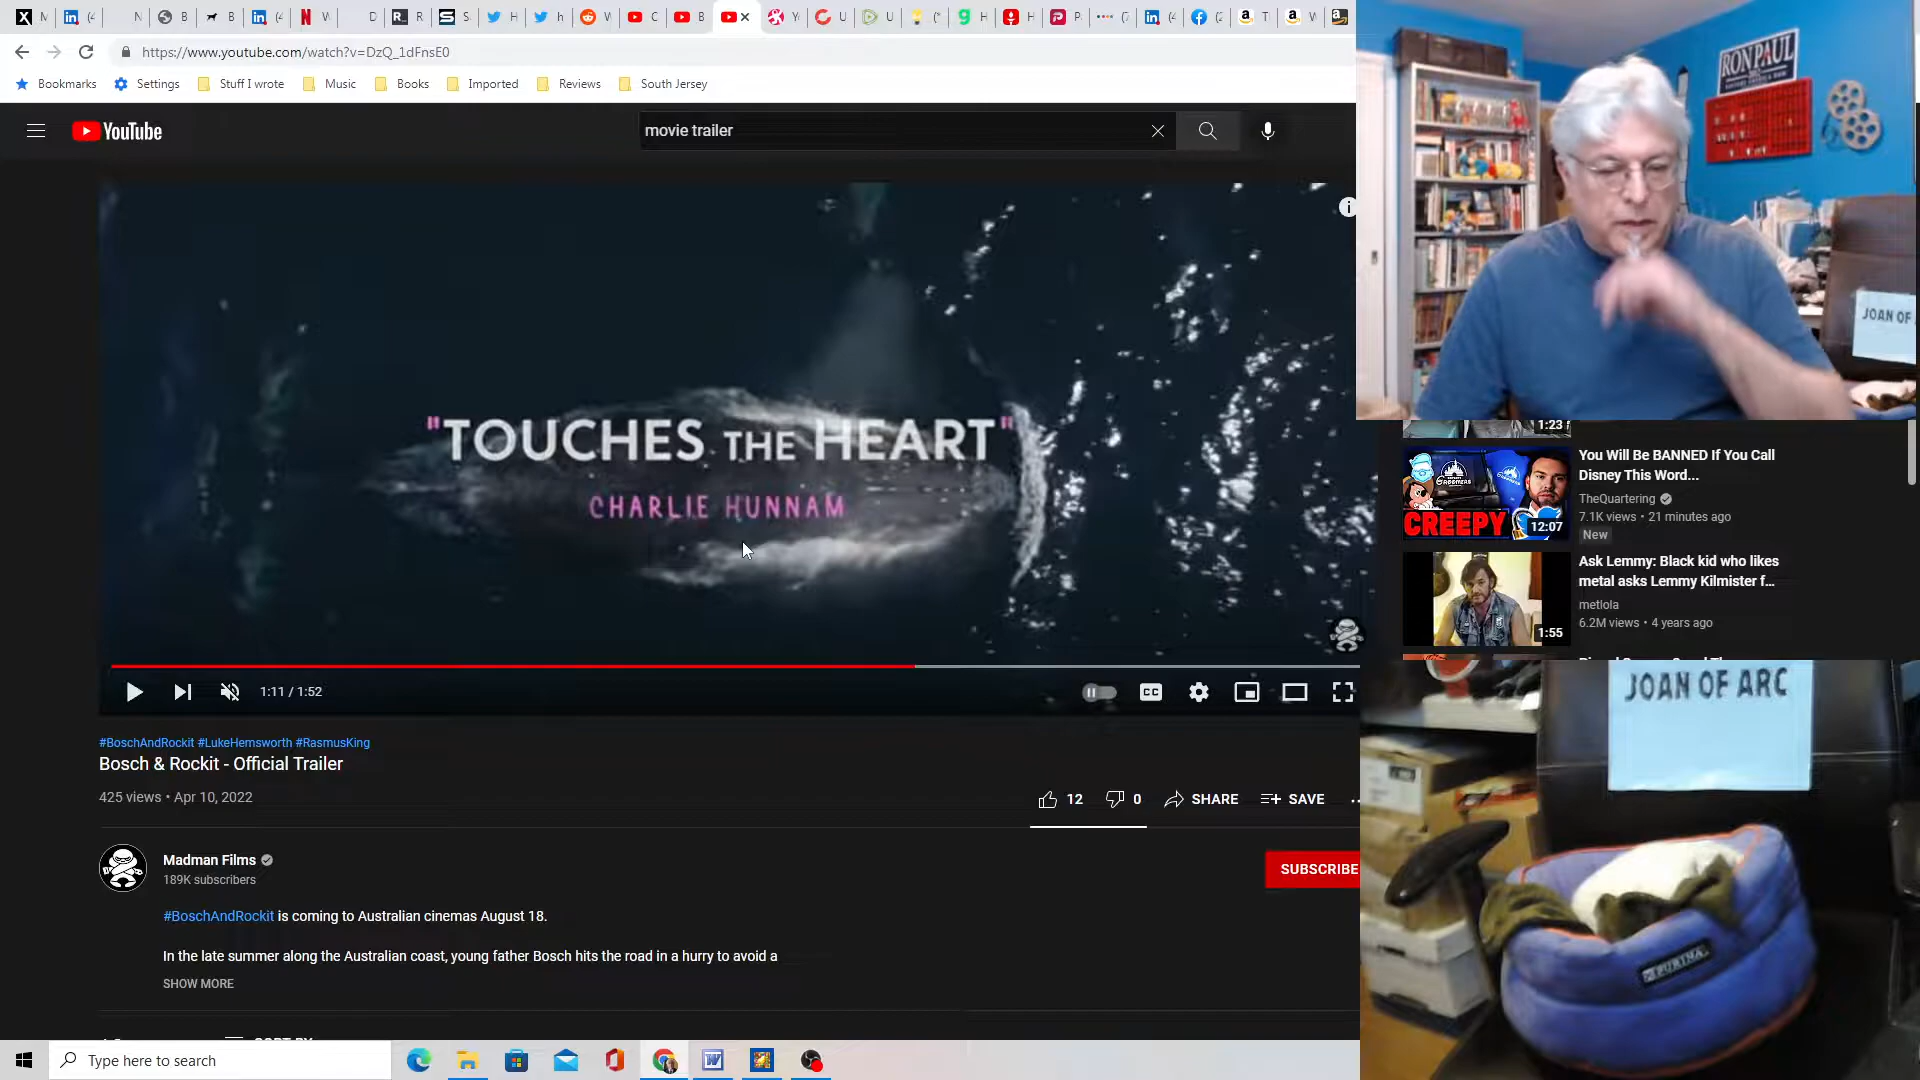 https://www.youtube.com/watch?v=DzQ_1dFnsE0
Bookmarks
Settings
Stuff I wrote
Music
Books
Imported
Reviews
South Jersey
YouTube
movie trailer
"TOUCHES THE HEART"
CHARLIE HUNNAM
1:11 / 1:52
CC
#BoschAndRockit #LukeHemsworth #RasmusKing
Bosch & Rockit - Official Trailer
425 views • Apr 10, 2022
12
0
SHARE
SAVE
Madman Films
189K subscribers
SUBSCRIBE
#BoschAndRockit is coming to Australian cinemas August 18.
In the late summer along the Australian coast, young father Bosch hits the road in a hurry to avoid a
SHOW MORE
RON PAUL
JOAN OF A
1:23
CREEPY
12:07
You Will Be BANNED If You Call
Disney This Word...
TheQuartering
7.1K views • 21 minutes ago
New
1:55
Ask Lemmy: Black kid who likes
metal asks Lemmy Kilmister f...
metlola
6.2M views • 4 years ago
JOAN OF ARC
Type here to search